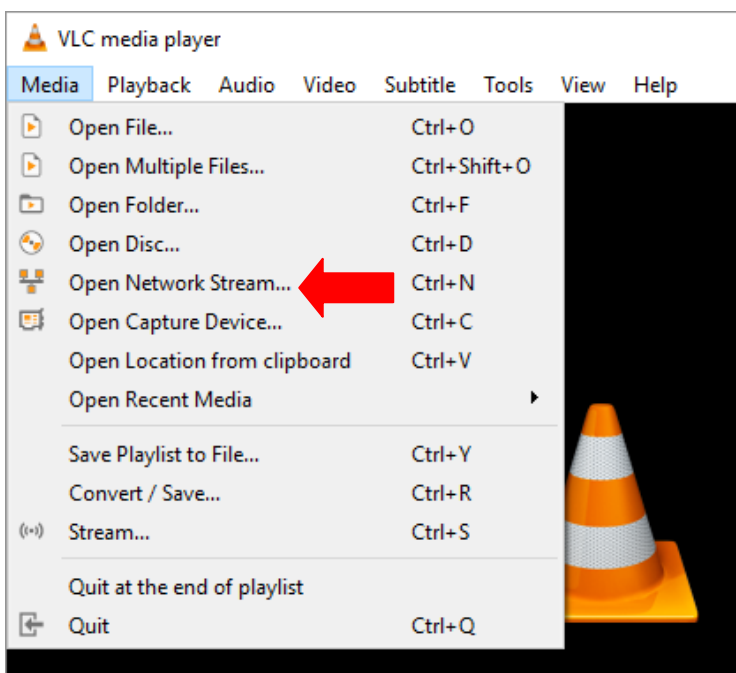 VLC media player
Media Playback Audio Video Subtitle Tools View Help
Open File... Ctrl+O
Open Multiple Files... Ctrl+Shift+O
Open Folder... Ctrl+F
Open Disc... Ctrl+D
Open Network Stream... Ctrl+N
Open Capture Device... Ctrl+C
Open Location from clipboard Ctrl+V
Open Recent Media
Save Playlist to File... Ctrl+Y
Convert / Save... Ctrl+R
Stream... Ctrl+S
Quit at the end of playlist
Quit Ctrl+Q